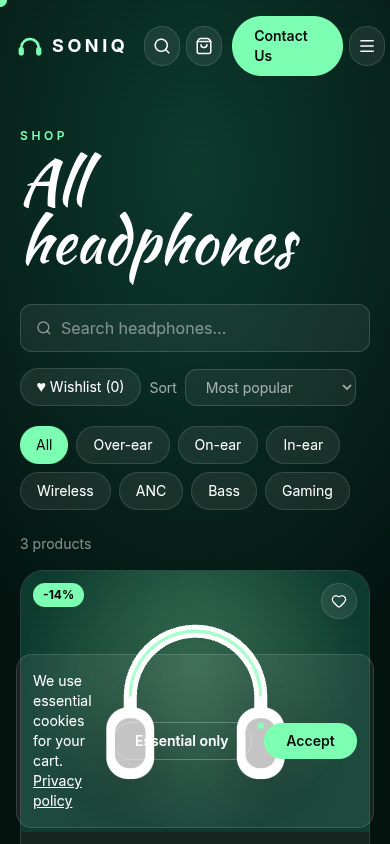 SONIQ
Contact
Us
SHOP
All
headphones
Search headphones...
♥ Wishlist (0)
Sort
Most popular
All
Over-ear
On-ear
In-ear
Wireless
ANC
Bass
Gaming
3 products
-14%
We use
essential
cookies
for your
cart.
Privacy
policy
Essential only
Accept